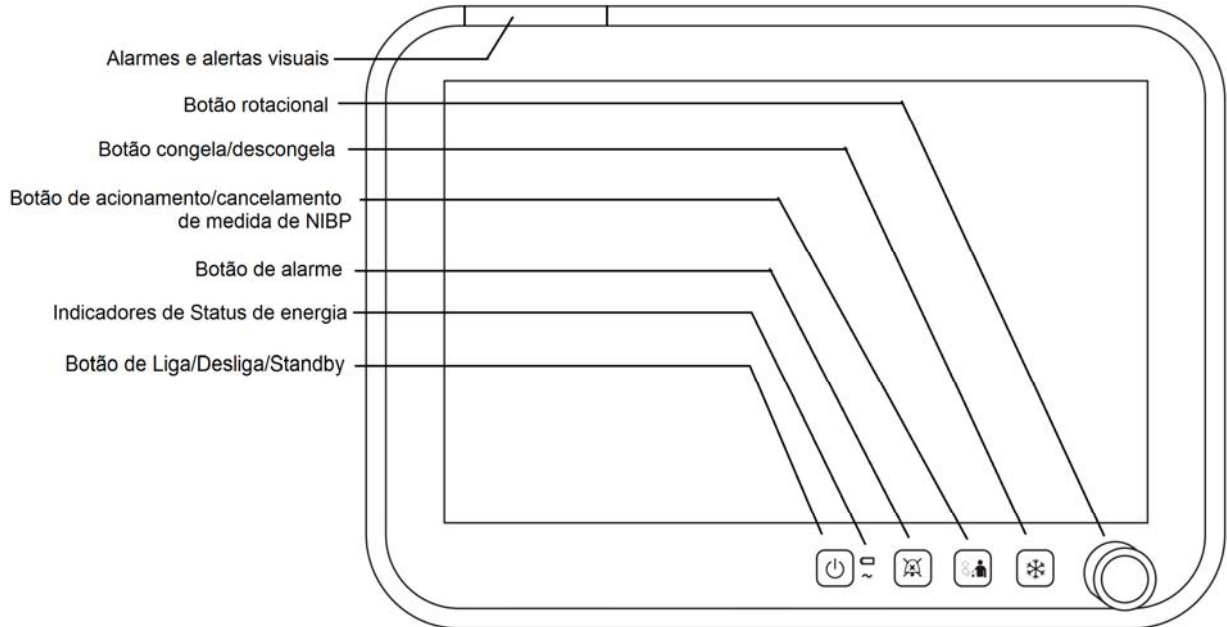 Alarmes e alertas visuais
Botão rotacional
Botão congela/descongela
Botão de acionamento/cancelamento
de medida de NIBP
Botão de alarme
Indicadores de Status de energia
Botão de Liga/Desliga/Standby